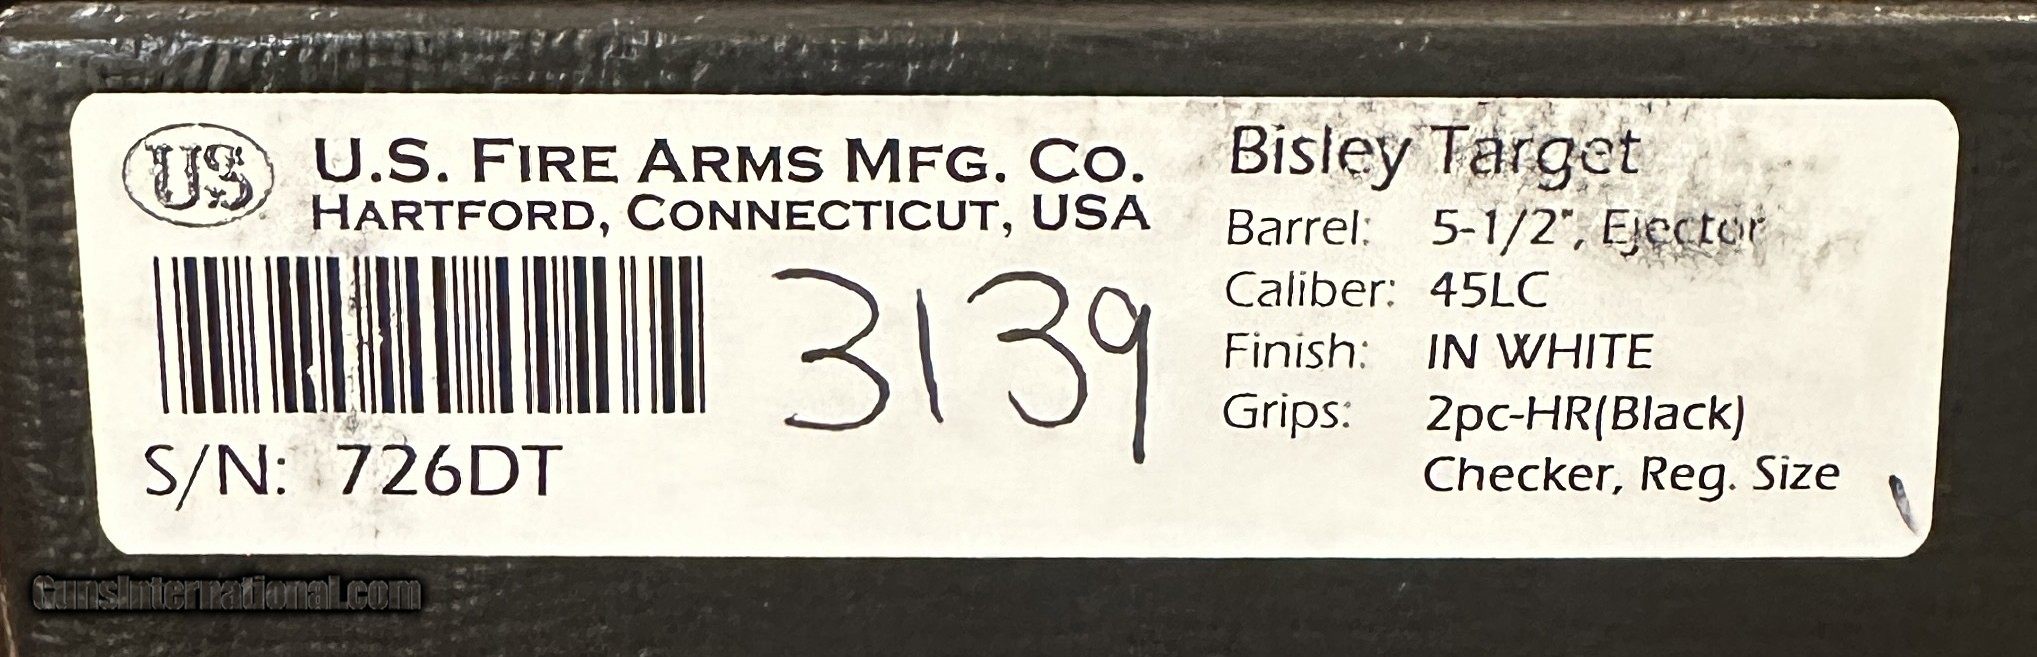 US
U.S. FIRE ARMS MFG. CO.
HARTFORD, CONNECTICUT, USA
3139
S/N: 726DT
Bisley Target
Barrel: 5-1/2", Ejector
Caliber: 45LC
Finish: IN WHITE
Grips: 2pc-HR(Black)
Checker, Reg. Size
GunsInternational.com